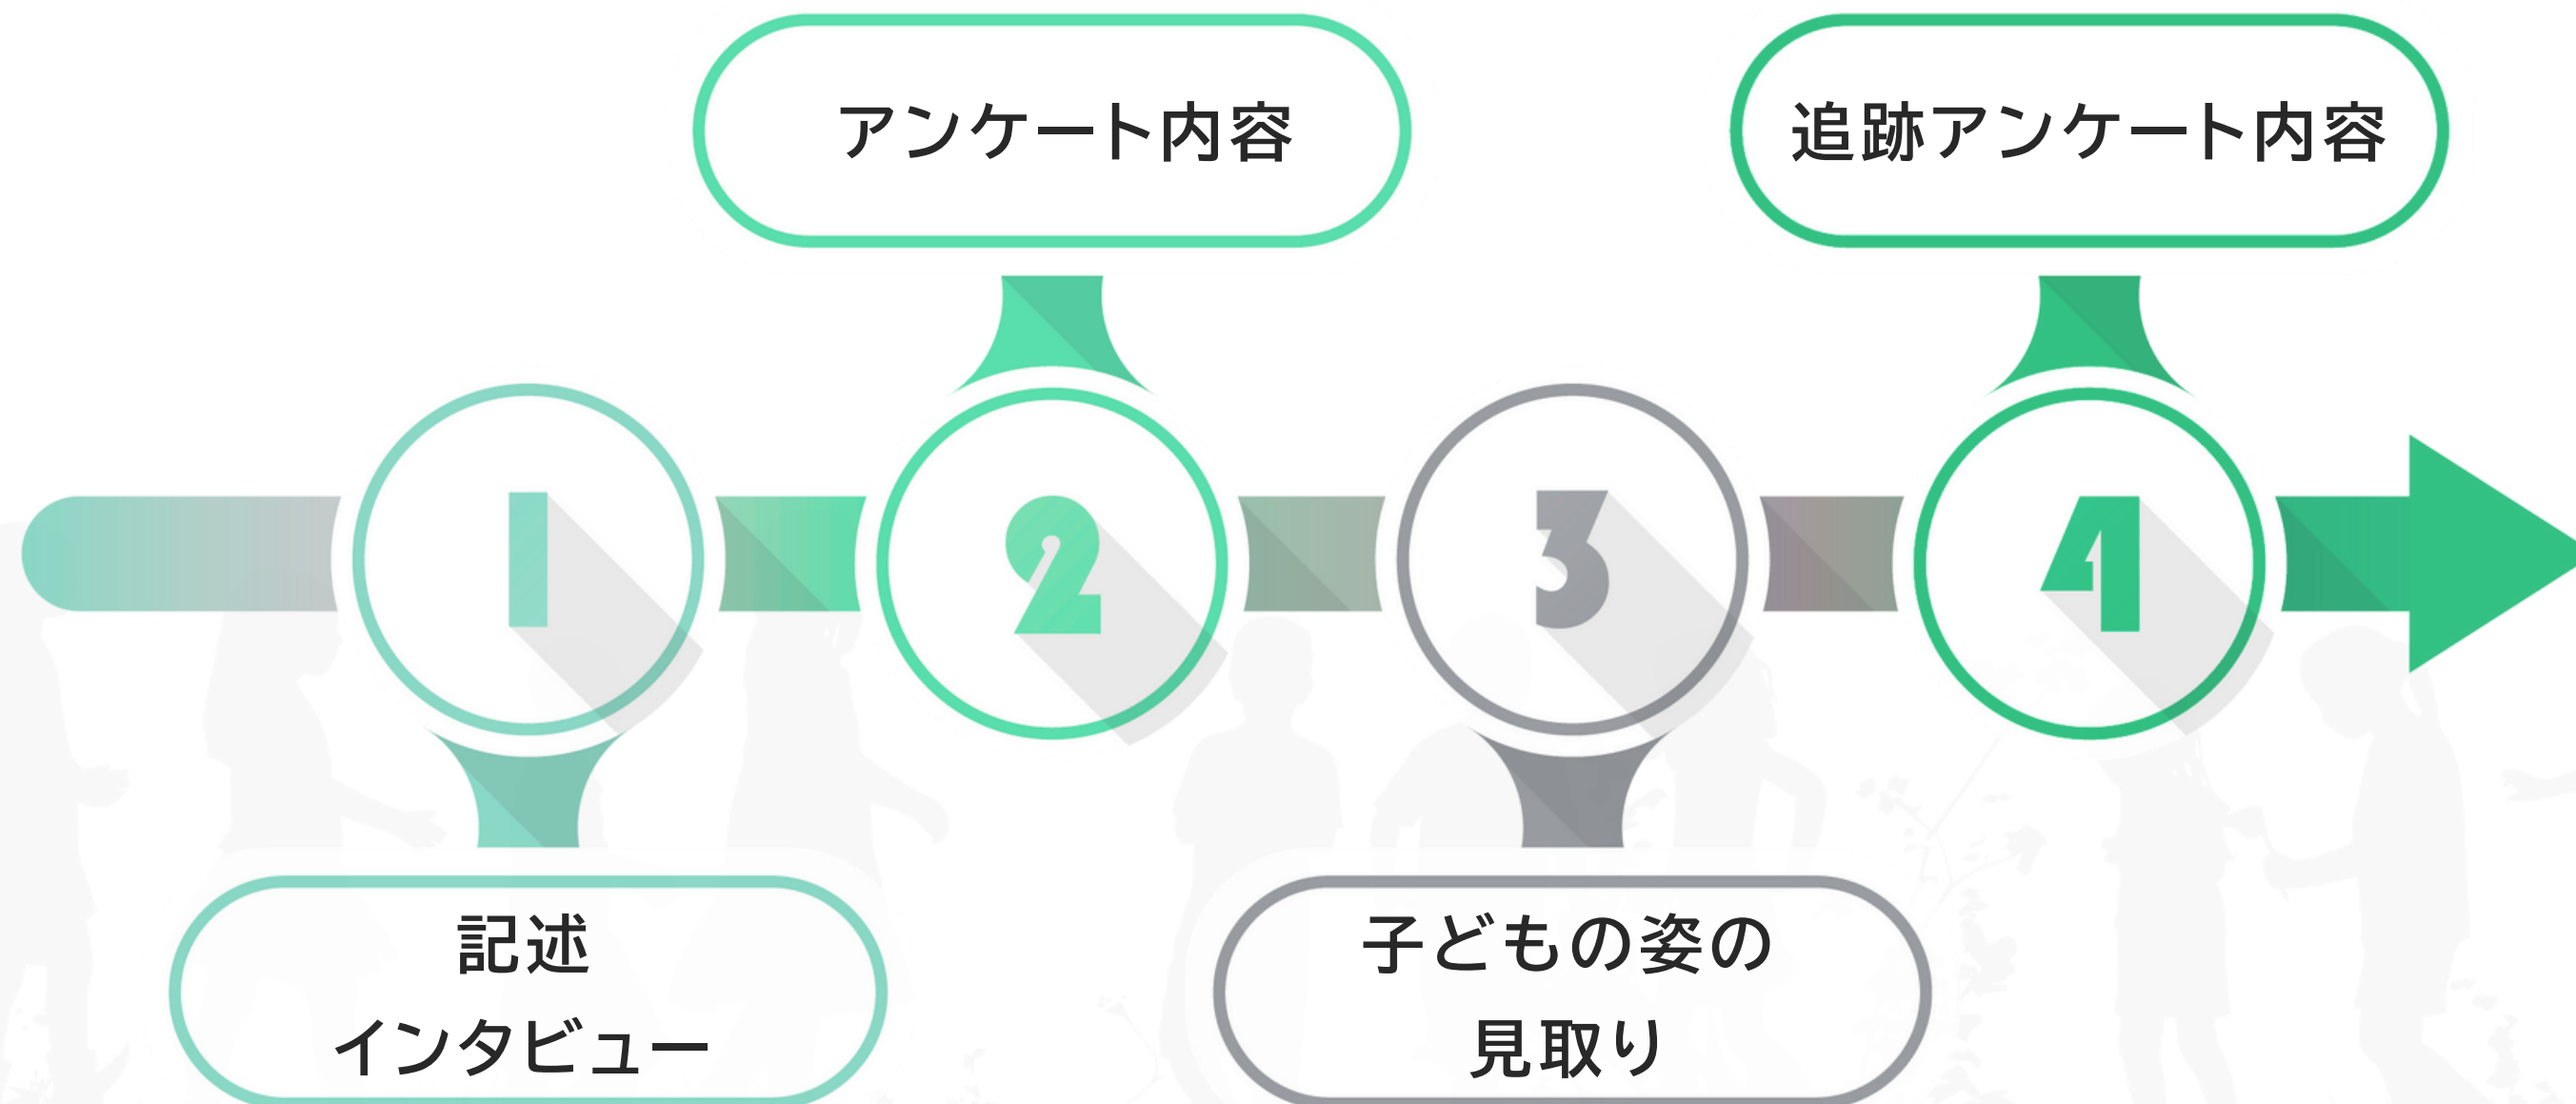 アンケート内容
追跡アンケート内容
1
2
3
4
記述
インタビュー
子どもの姿の
見取り